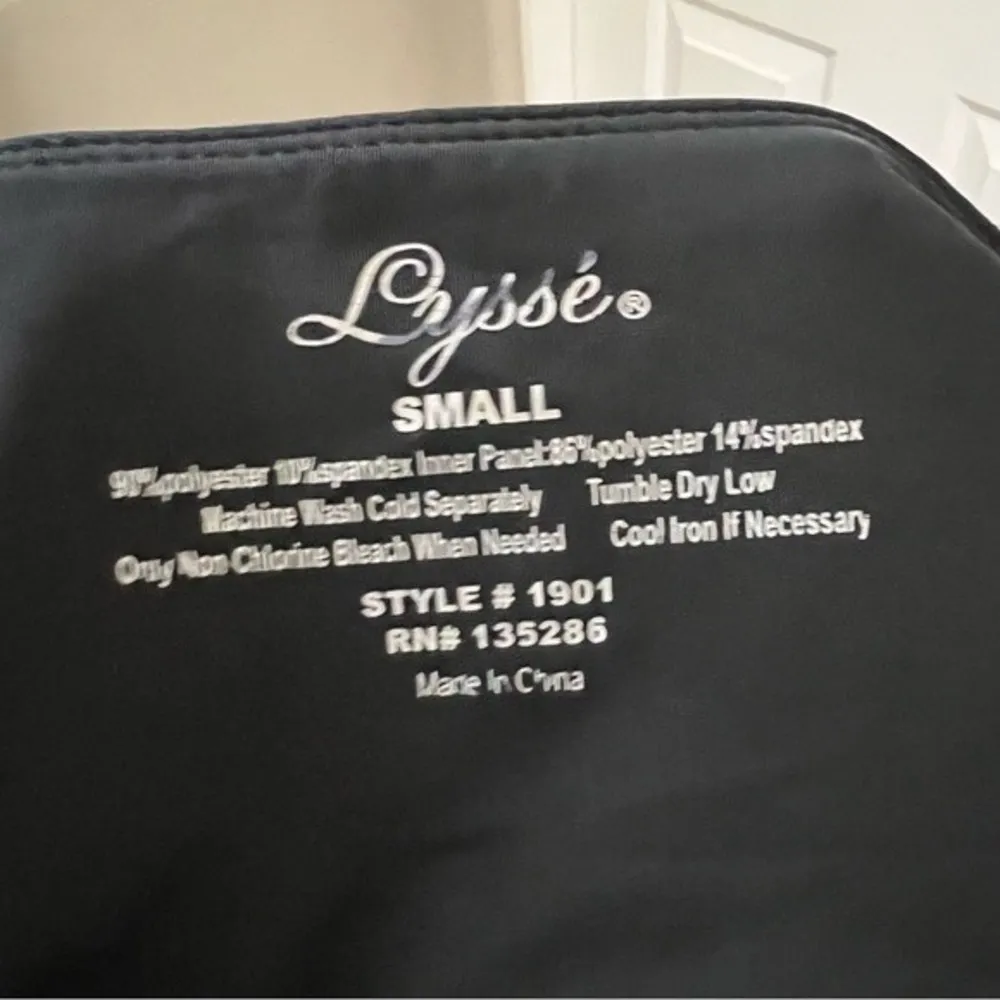 Lyssé®
SMALL
90%polyester 10%spandex Inner Panel:86%polyester 14%spandex
Machine Wash Cold Separately Tumble Dry Low
Only Non Chlorine Bleach When Needed Cool Iron If Necessary
STYLE # 1901
RN# 135286
Made In China